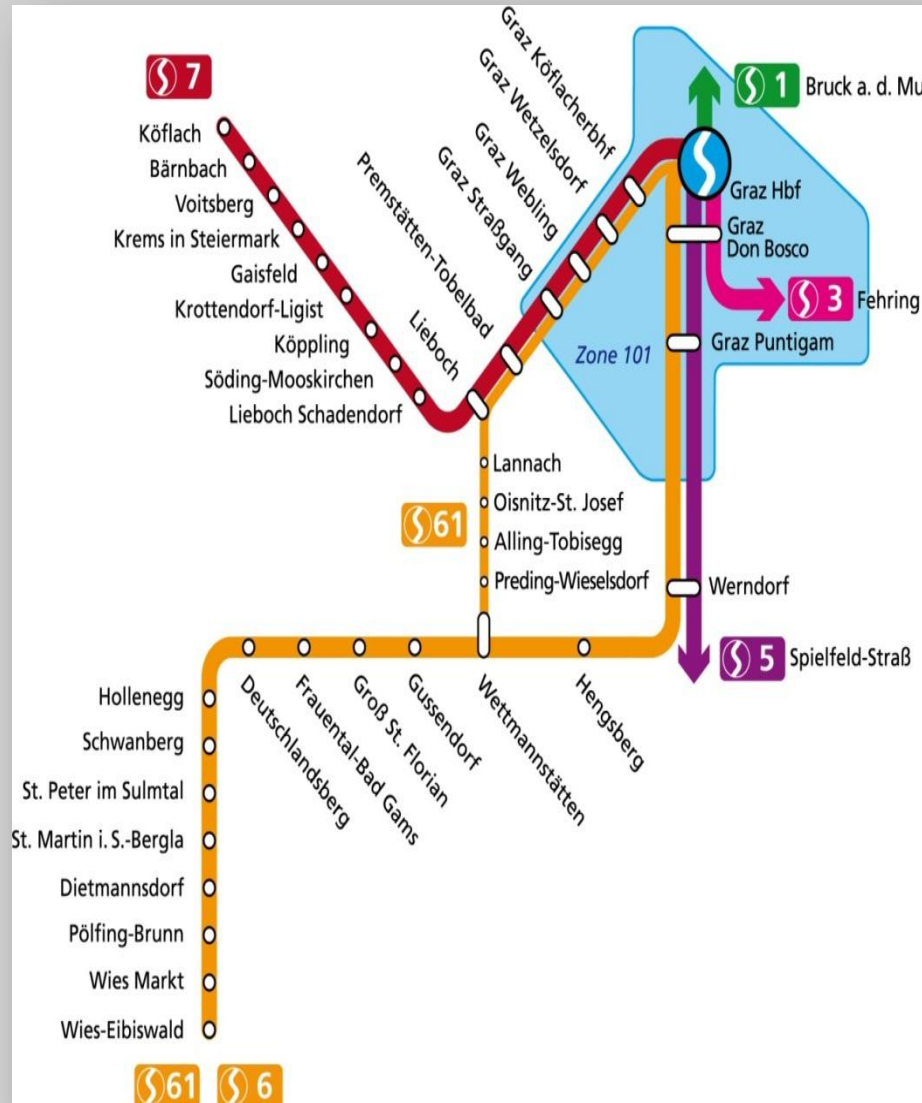 S 7
Köflach
Bärnbach
Voitsberg
Krems in Steiermark
Gaisfeld
Krottendorf-Ligist
Köppling
Söding-Mooskirchen
Lieboch Schadendorf
Lieboch
Premstätten-Tobelbad
Graz Straßgang
Graz Webling
Graz Wetzelsdorf
Graz Köflacherbhf
S 1 Bruck a. d. Mu
Graz Hbf
Graz
Don Bosco
S 3 Fehring
Zone 101
Graz Puntigam
Lannach
Oisnitz-St. Josef
S 61
Alling-Tobisegg
Preding-Wieselsdorf
Werndorf
S 5 Spielfeld-Straß
Hengsberg
Wettmannstätten
Gussendorf
Groß St. Florian
Frauental-Bad Gams
Deutschlandsberg
Hollenegg
Schwanberg
St. Peter im Sulmtal
St. Martin i. S.-Bergla
Dietmannsdorf
Pölfing-Brunn
Wies Markt
Wies-Eibiswald
S 61 S 6